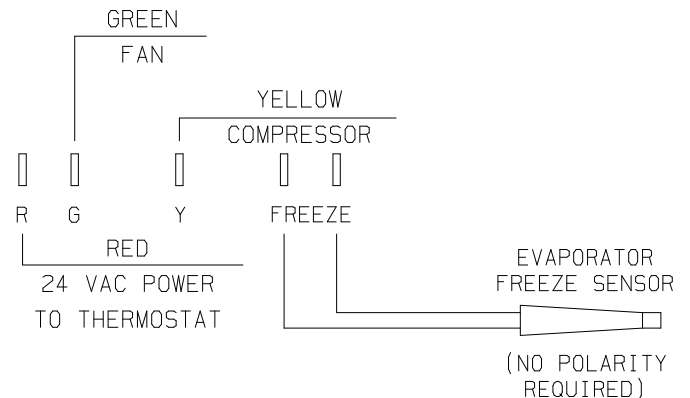 GREEN
FAN
YELLOW
COMPRESSOR
R G Y FREEZE
RED
24 VAC POWER
TO THERMOSTAT
EVAPORATOR
FREEZE SENSOR
(NO POLARITY
REQUIRED)